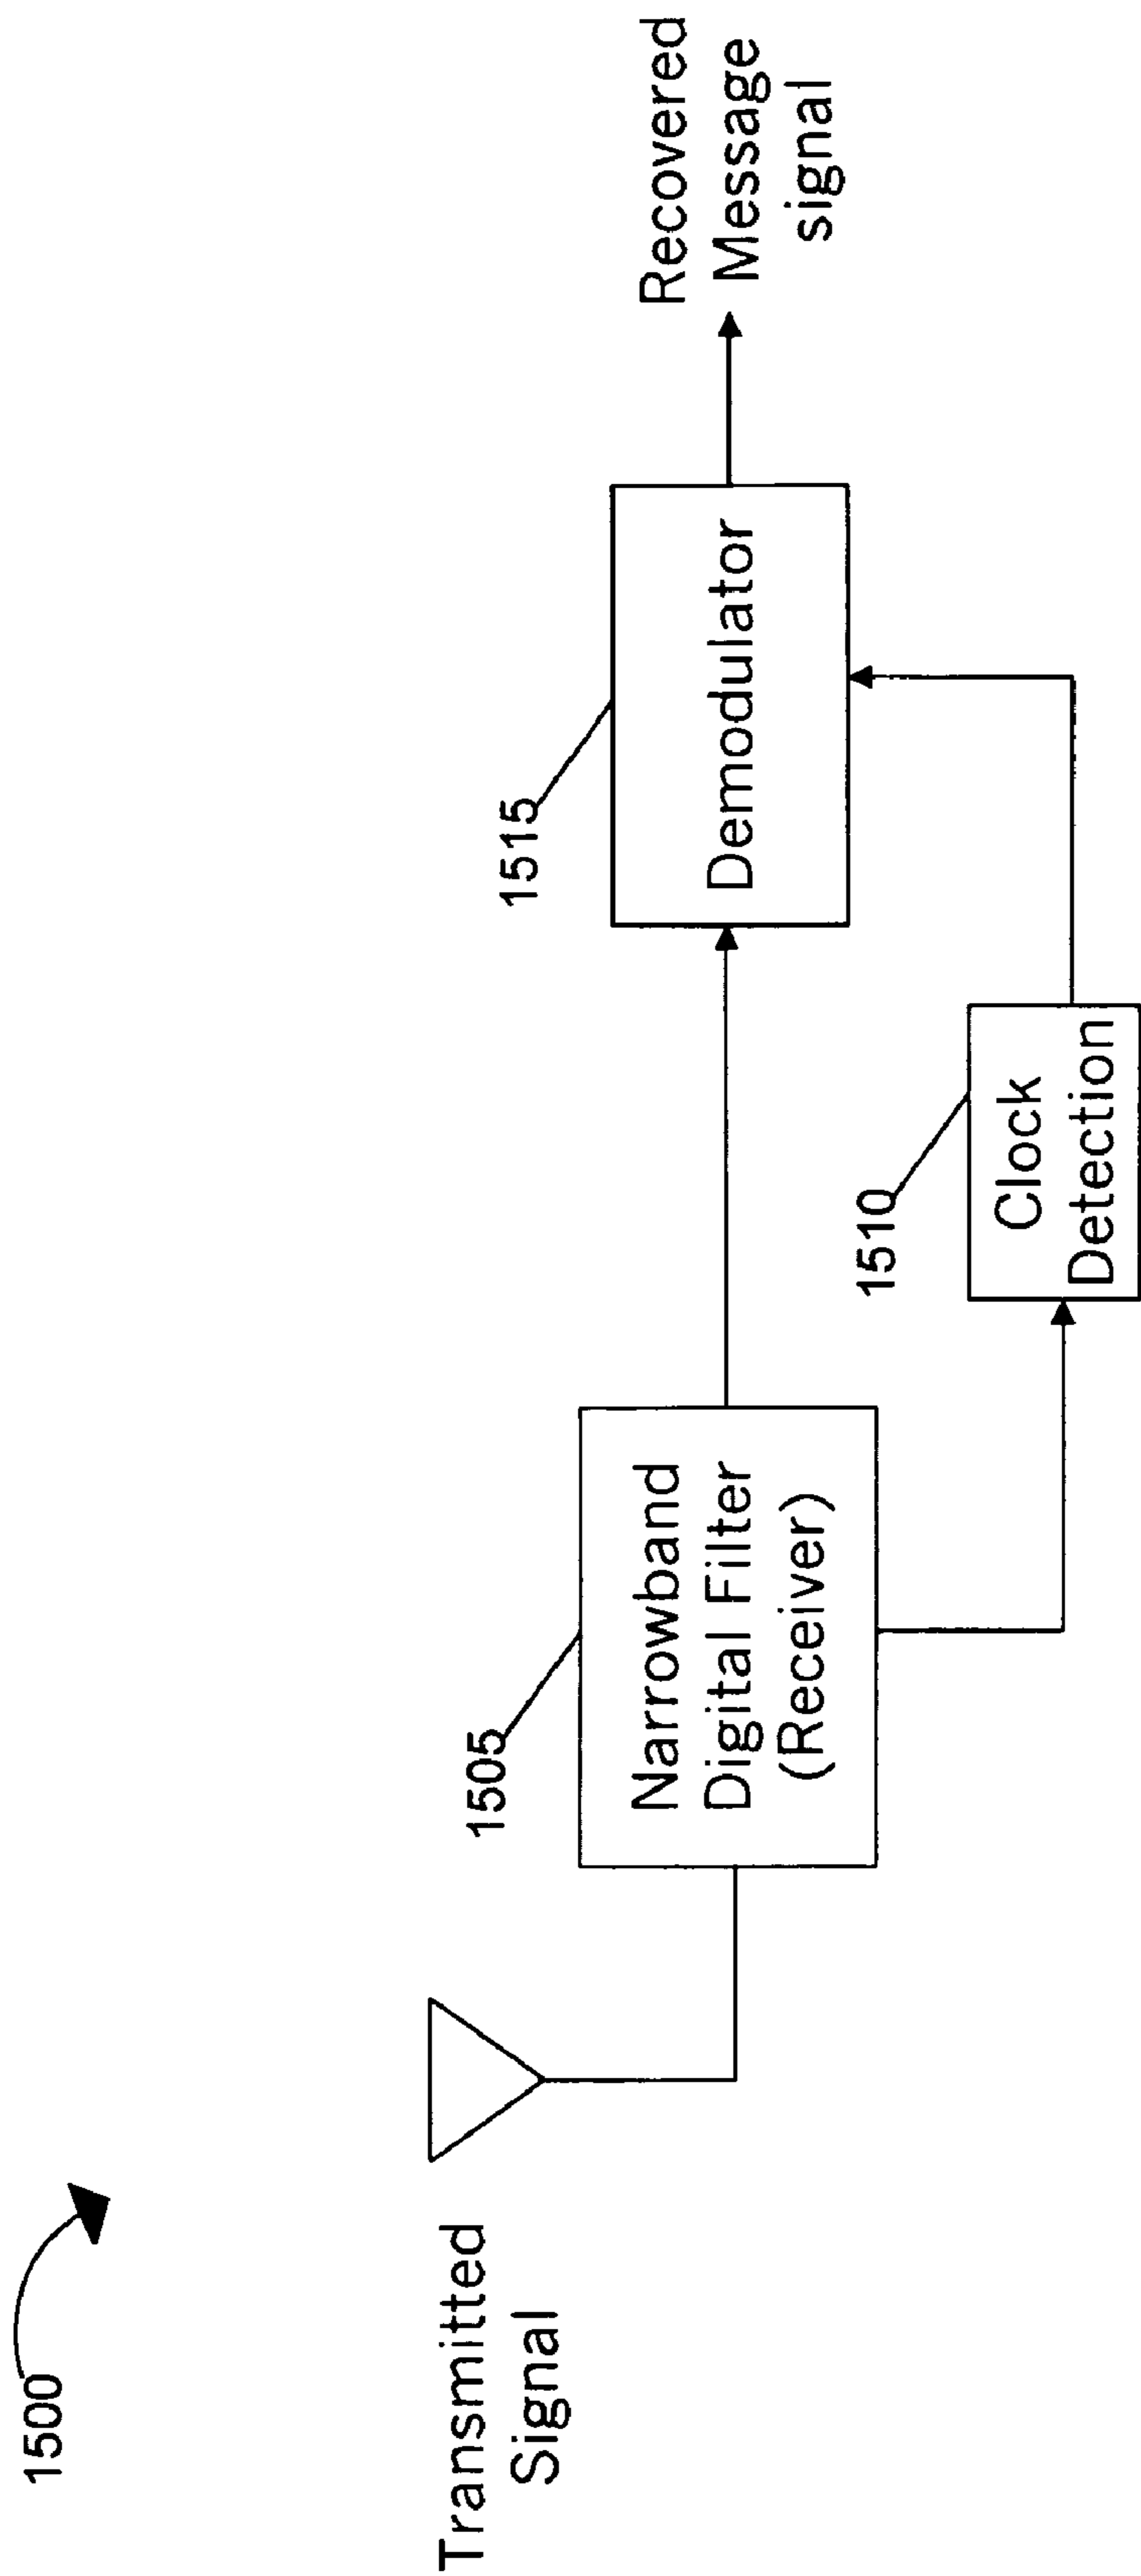 1500
Transmitted
Signal
1505
Narrowband
Digital Filter
(Receiver)
1510
Clock
Detection
1515
Demodulator
Recovered
Message
signal